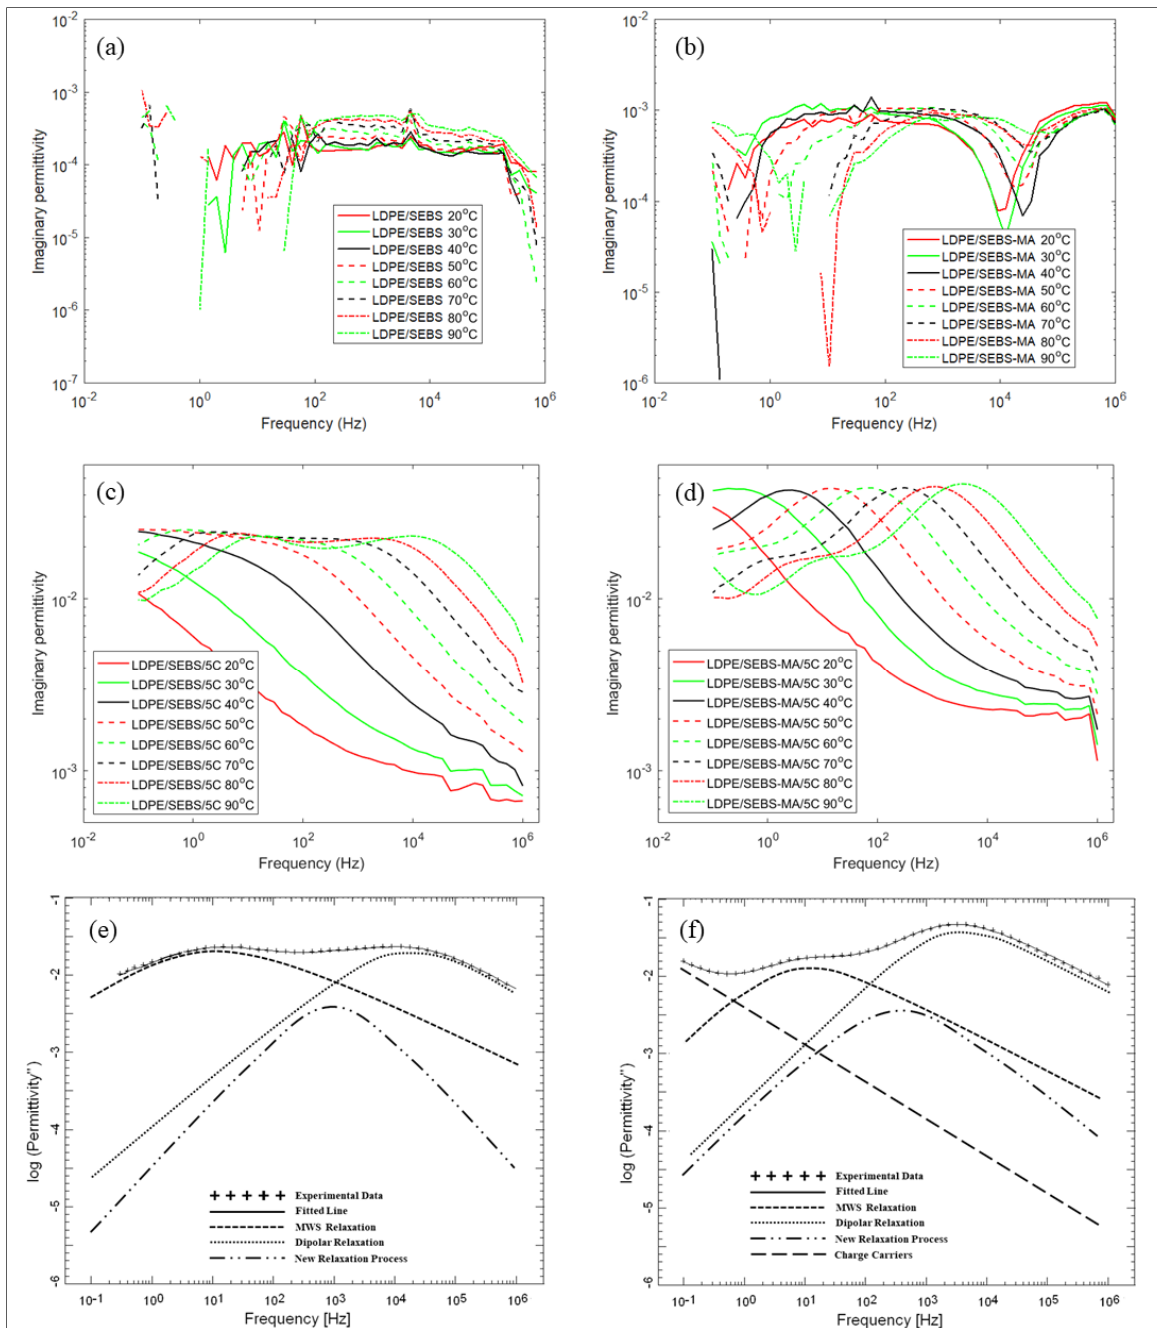 (a)
Imaginary permittivity
10^-2
10^-3
10^-4
10^-5
10^-6
10^-7
LDPE/SEBS 20°C
LDPE/SEBS 30°C
LDPE/SEBS 40°C
LDPE/SEBS 50°C
LDPE/SEBS 60°C
LDPE/SEBS 70°C
LDPE/SEBS 80°C
LDPE/SEBS 90°C
10^-2 10^0 10^2 10^4 10^6
Frequency (Hz)
(b)
Imaginary permittivity
10^-2
10^-3
10^-4
10^-5
10^-6
LDPE/SEBS-MA 20°C
LDPE/SEBS-MA 30°C
LDPE/SEBS-MA 40°C
LDPE/SEBS-MA 50°C
LDPE/SEBS-MA 60°C
LDPE/SEBS-MA 70°C
LDPE/SEBS-MA 80°C
LDPE/SEBS-MA 90°C
10^-2 10^0 10^2 10^4 10^6
Frequency (Hz)
(c)
Imaginary permittivity
10^-2
10^-3
LDPE/SEBS/5C 20°C
LDPE/SEBS/5C 30°C
LDPE/SEBS/5C 40°C
LDPE/SEBS/5C 50°C
LDPE/SEBS/5C 60°C
LDPE/SEBS/5C 70°C
LDPE/SEBS/5C 80°C
LDPE/SEBS/5C 90°C
10^-2 10^0 10^2 10^4 10^6
Frequency (Hz)
(d)
Imaginary permittivity
10^-2
10^-3
LDPE/SEBS-MA/5C 20°C
LDPE/SEBS-MA/5C 30°C
LDPE/SEBS-MA/5C 40°C
LDPE/SEBS-MA/5C 50°C
LDPE/SEBS-MA/5C 60°C
LDPE/SEBS-MA/5C 70°C
LDPE/SEBS-MA/5C 80°C
LDPE/SEBS-MA/5C 90°C
10^-2 10^0 10^2 10^4 10^6
Frequency (Hz)
(e)
log (Permittivity")
-1
-2
-3
-4
-5
-6
Experimental Data
Fitted Line
MWS Relaxation
Dipolar Relaxation
New Relaxation Process
10^-1 10^0 10^1 10^2 10^3 10^4 10^5 10^6
Frequency [Hz]
(f)
log (Permittivity")
-1
-2
-3
-4
-5
-6
Experimental Data
Fitted Line
MWS Relaxation
Dipolar Relaxation
New Relaxation Process
Charge Carriers
10^-1 10^0 10^1 10^2 10^3 10^4 10^5 10^6
Frequency [Hz]